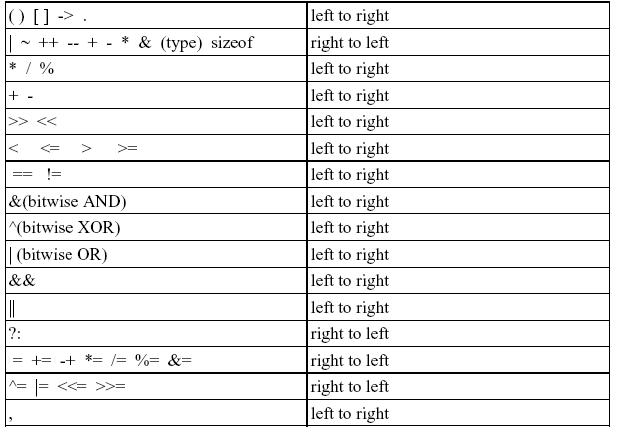 ( ) [ ] -> . left to right
| ~ ++ -- + - * & (type) sizeof right to left
* / % left to right
+ - left to right
>> << left to right
< <= > >= left to right
== != left to right
&(bitwise AND) left to right
^(bitwise XOR) left to right
| (bitwise OR) left to right
&& left to right
|| left to right
?: right to left
= += -+ *= /= %= &= right to left
^= |= <<= >>= right to left
, left to right